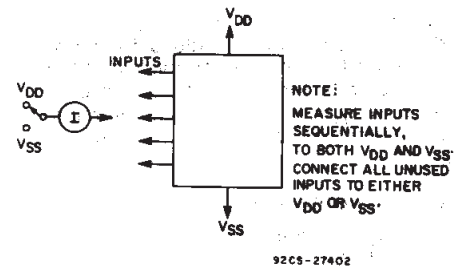 VDD
INPUTS
VDD
I
VSS
VSS
NOTE:
MEASURE INPUTS
SEQUENTIALLY,
TO BOTH VDD AND VSS.
CONNECT ALL UNUSED
INPUTS TO EITHER
VDD OR VSS.
92CS-27402